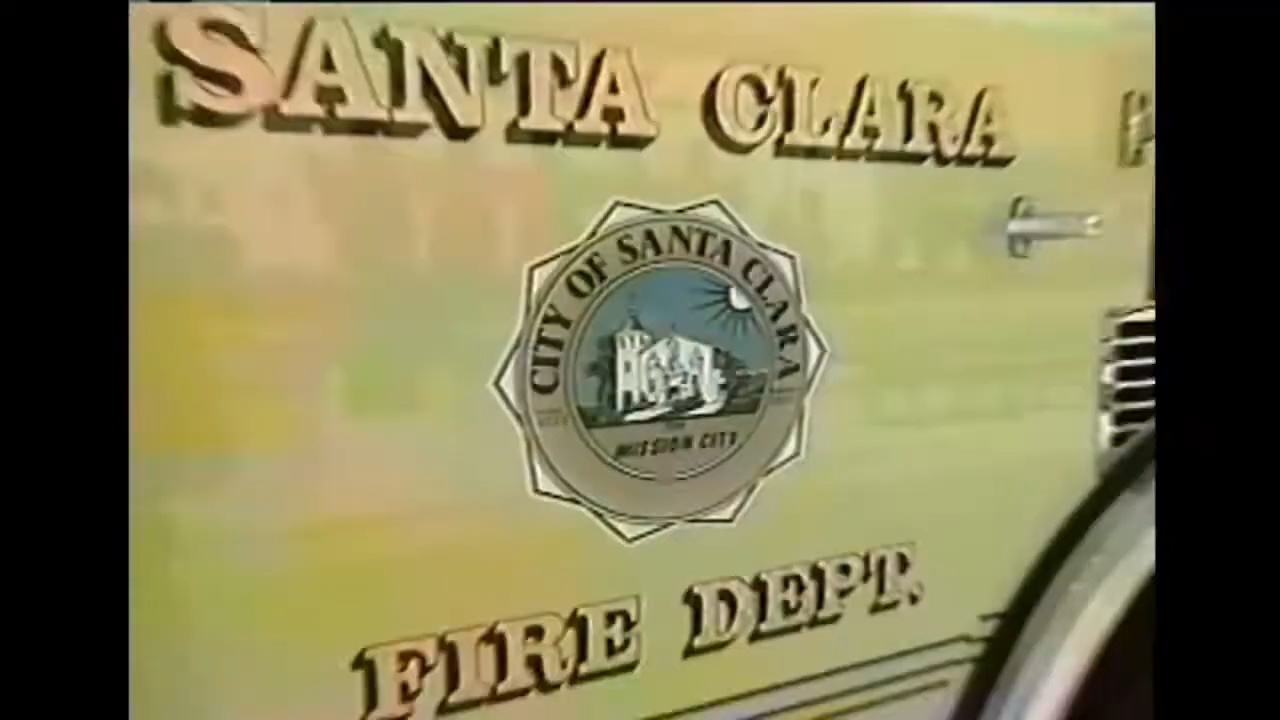 SANTA CLARA
CITY OF SANTA CLARA
MISSION CITY
FIRE DEPT.